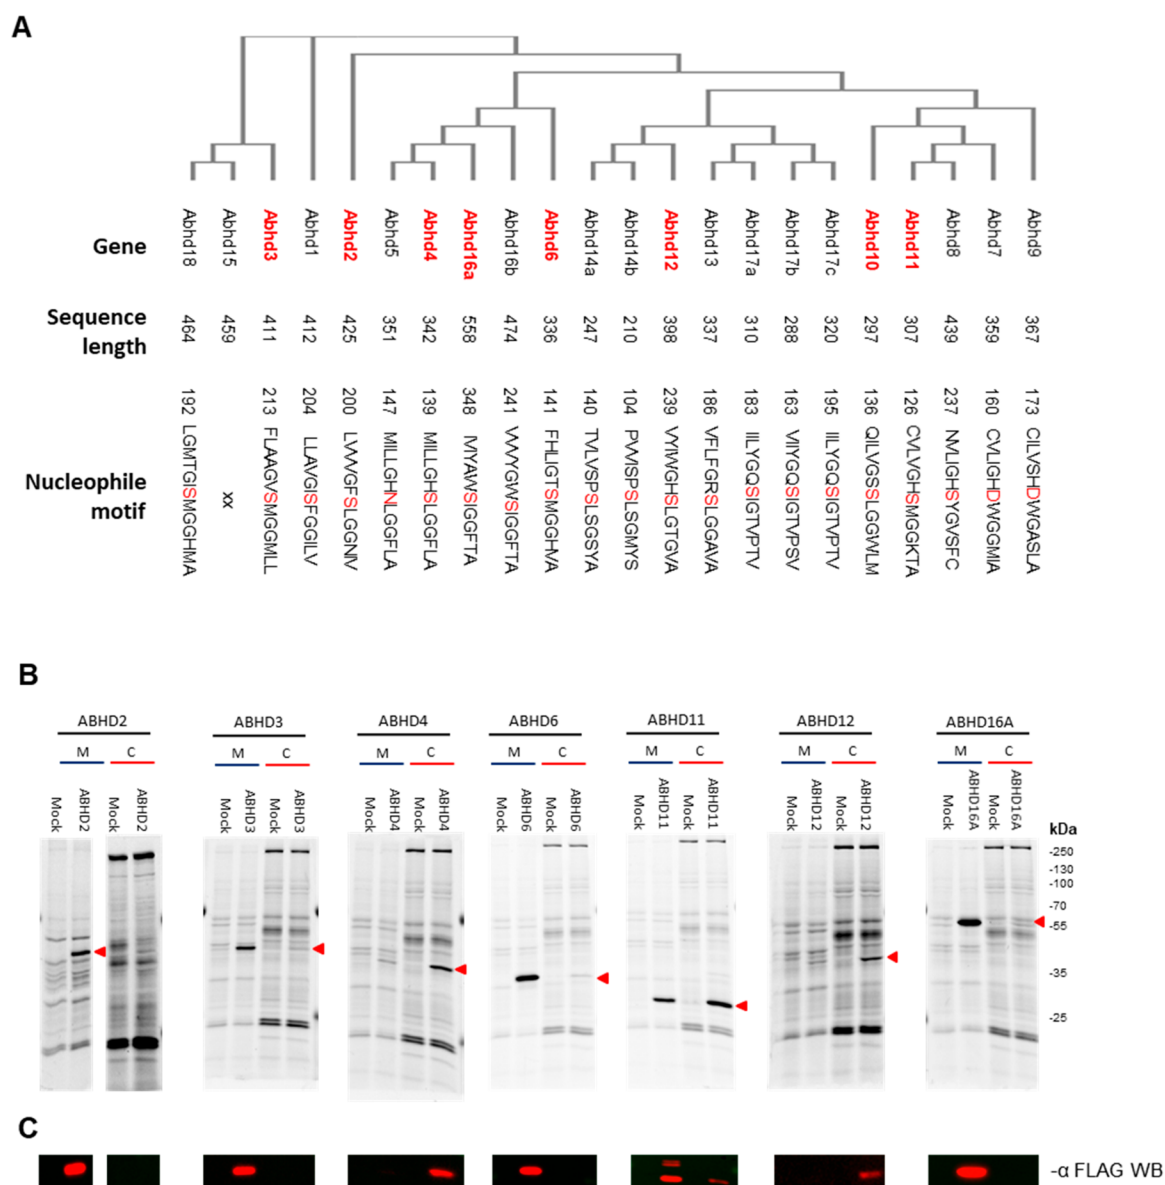 A
Gene
Abhd18 Abhd15 Abhd3 Abhd1 Abhd2 Abhd5 Abhd4 Abhd16a Abhd16b Abhd6 Abhd14a Abhd14b Abhd12 Abhd13 Abhd17a Abhd17b Abhd17c Abhd10 Abhd11 Abhd8 Abhd7 Abhd9
Sequence
length
464 459 411 412 425 351 342 558 474 336 247 210 398 337 310 288 320 297 307 439 359 367
Nucleophile
motif
192 LGMTGISMGGHMA
xx
213 FLAAGVSMGGMLL
204 LLAVGISFGGILV
200 LVVVGFSLGGNIV
147 MILLGHNLGGFLA
139 MILLGHSLGGFLA
348 IVIYAWSIGGFTA
241 VVVYGWSIGGFTA
141 FHLIGTSMGGHVA
140 TVLVSPSLSGSYA
104 PVVISPSLSGMYS
239 VYIWGHSLGTGVA
186 VFLFGRSLGGAVA
183 IILYGQSIGTVPTV
163 VIIYGQSIGTVPSV
195 IILYGQSIGTVPTV
136 QILVGSSLGGWLM
126 CVLVGHSMGGKTA
237 NVLIGHSYGVSFC
160 CVLIGHDWGGMIA
173 CILVSHDWGASLA
B
ABHD2 ABHD3 ABHD4 ABHD6 ABHD11 ABHD12 ABHD16A
M C M C M C M C M C M C M C
Mock ABHD2 Mock ABHD2 Mock ABHD3 Mock ABHD3 Mock ABHD4 Mock ABHD4 Mock ABHD6 Mock ABHD6 Mock ABHD11 Mock ABHD11 Mock ABHD12 Mock ABHD12 Mock ABHD16A Mock ABHD16A
kDa
-250
-130
-100
-70
-55
-35
-25
C
-α FLAG WB